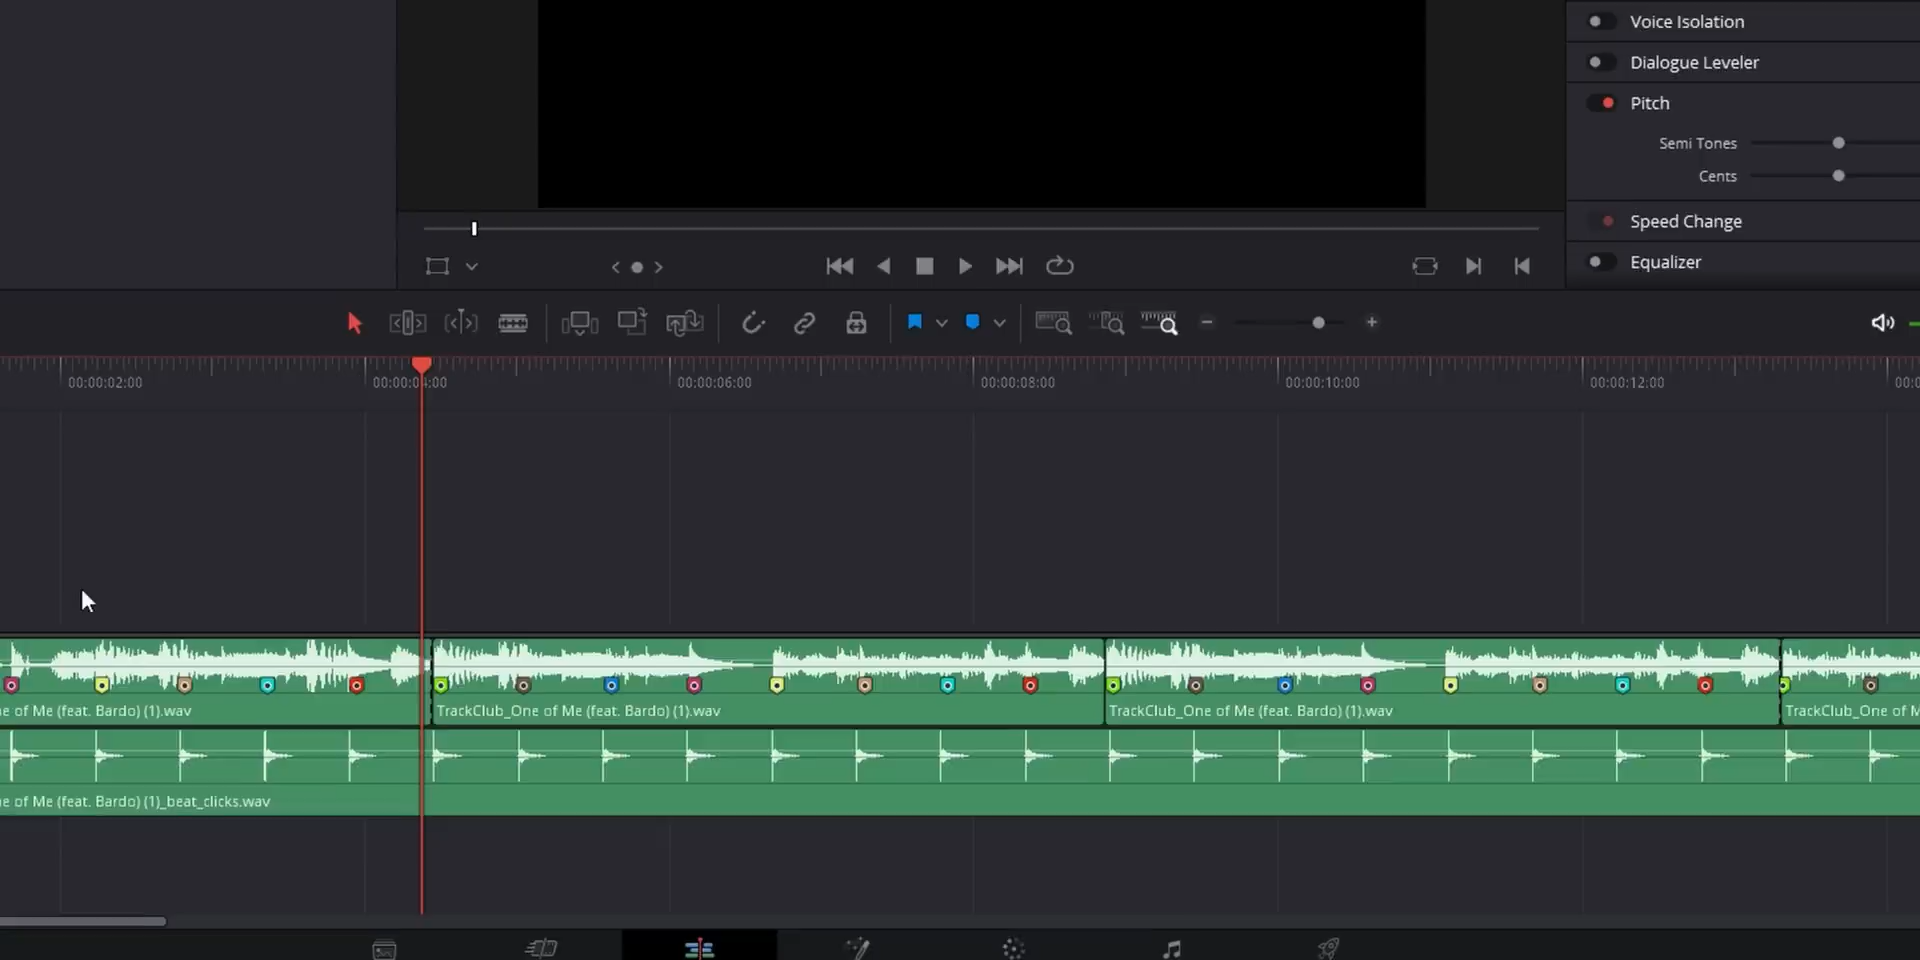 Voice Isolation
Dialogue Leveler
Pitch
Semi Tones
Cents
Speed Change
Equalizer
00:00:02:00
00:00:04:00
00:00:06:00
00:00:08:00
00:00:10:00
00:00:12:00
00:0
e of Me (feat. Bardo) (1).wav
TrackClub_One of Me (feat. Bardo) (1).wav
TrackClub_One of Me (feat. Bardo) (1).wav
TrackClub_One of M
e of Me (feat. Bardo) (1)_beat_clicks.wav